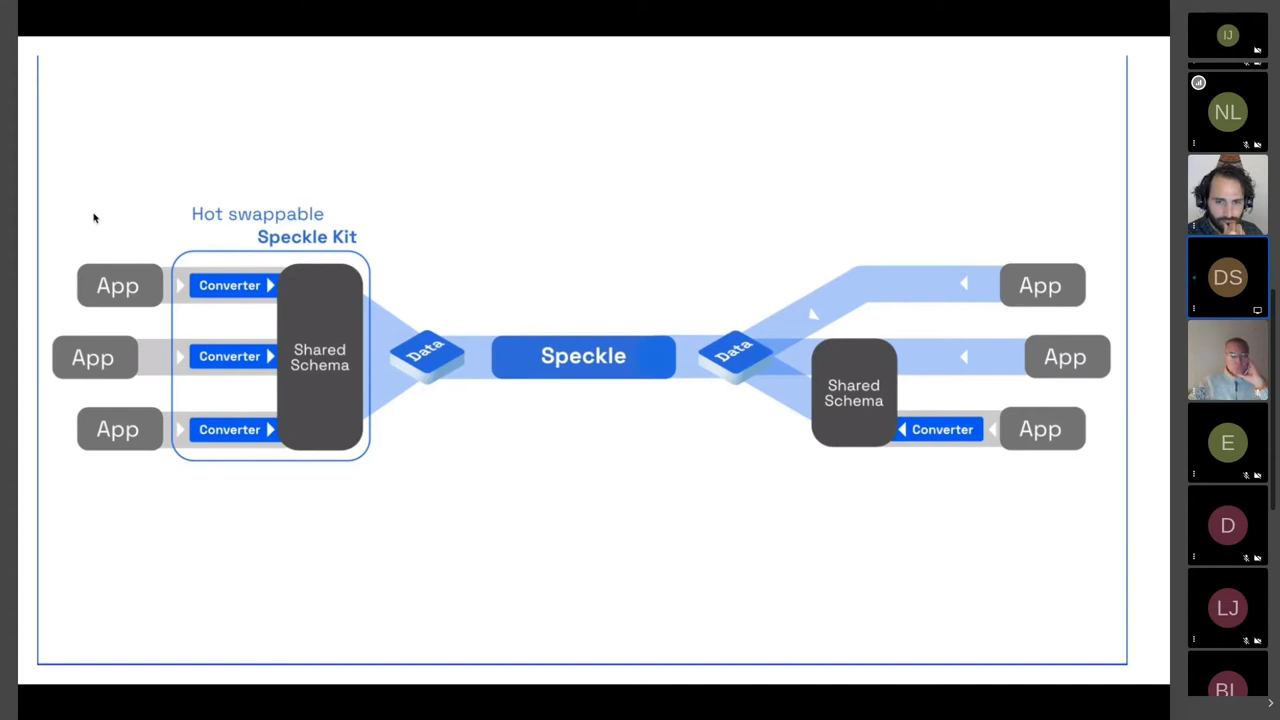 Hot swappable
Speckle Kit
App
Converter
App
Converter
App
Converter
Shared
Schema
Data
Speckle
Data
Shared
Schema
Converter
App
App
App
IJ
NL
DS
E
D
LJ
BL